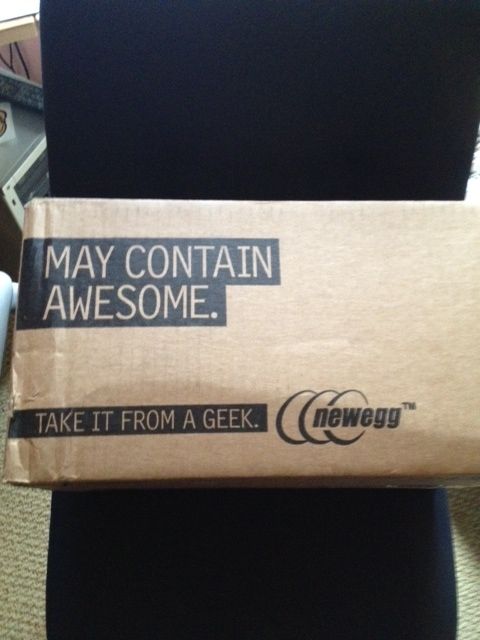 MAY CONTAIN
AWESOME.
TAKE IT FROM A GEEK.
newegg™